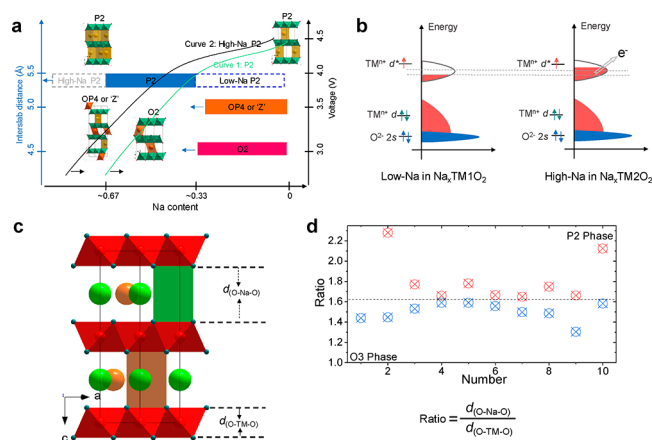 a
P2
Curve 2: High-Na P2
P2
Curve 1: P2
Interslab distance (Å)
5.5
5.0
4.5
High-Na P2
P2
Low-Na P2
OP4 or 'Z'
O2
OP4 or 'Z'
O2
4.5
4.0
3.5
3.0
Voltage (V)
~0.67
~0.33
0
Na content
b
Energy
Energy
TMⁿ⁺ d*
TMⁿ⁺ d*
e⁻
TMⁿ⁺ d
TMⁿ⁺ d
O²⁻ 2s
O²⁻ 2s
Low-Na in NaₓTM1O₂
High-Na in NaₓTM2O₂
c
d(O-Na-O)
d(O-TM-O)
a
c
d
P2 Phase
2.2
2.0
1.8
1.6
1.4
1.2
Ratio
O3 Phase
2
4
6
8
10
Number
Ratio = d(O-Na-O) / d(O-TM-O)